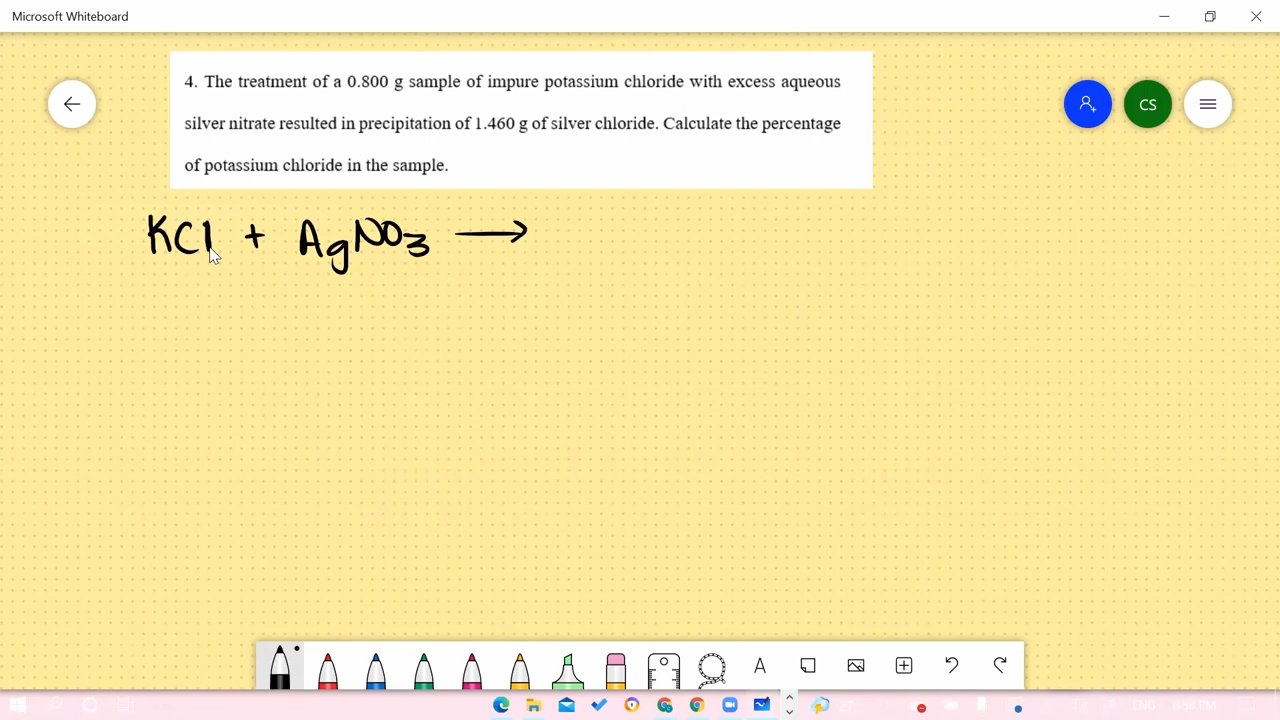 Microsoft Whiteboard
4. The treatment of a 0.800 g sample of impure potassium chloride with excess aqueous
silver nitrate resulted in precipitation of 1.460 g of silver chloride. Calculate the percentage
of potassium chloride in the sample.
CS
KCl + AgNO3 →
A
ENG